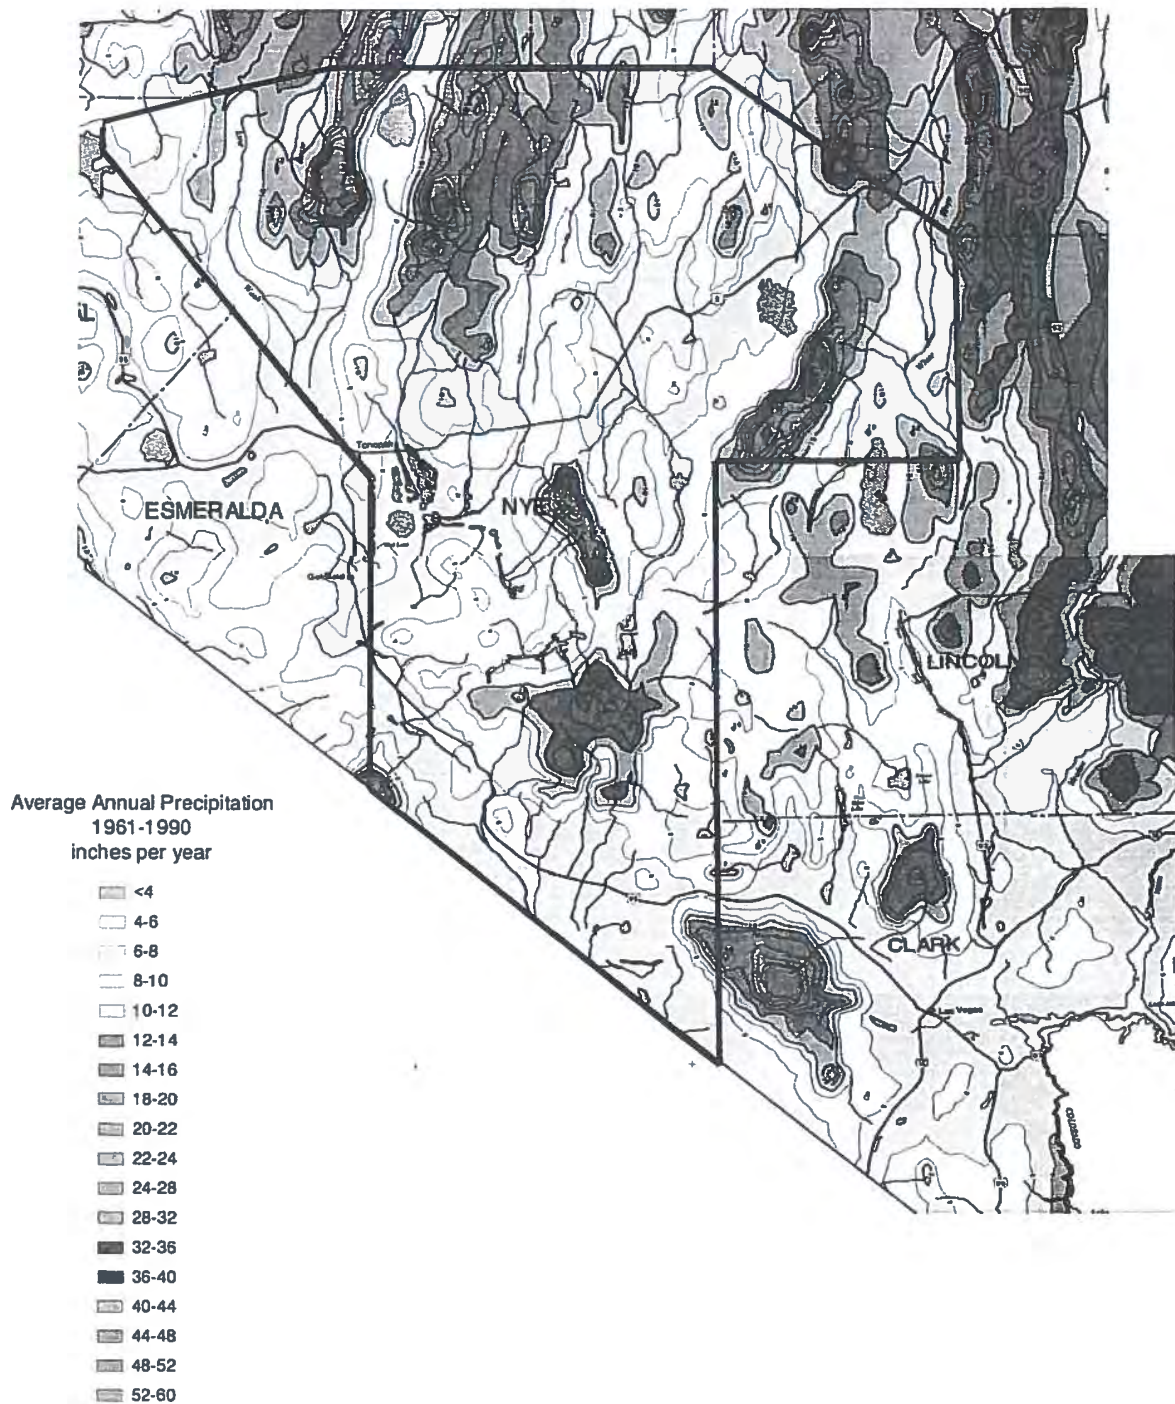 Tonopah
ESMERALDA
NYE
LINCOL
CLARK
Las Vegas
COLORADO
Average Annual Precipitation
1961-1990
inches per year
<4
4-6
6-8
8-10
10-12
12-14
14-16
18-20
20-22
22-24
24-28
28-32
32-36
36-40
40-44
44-48
48-52
52-60